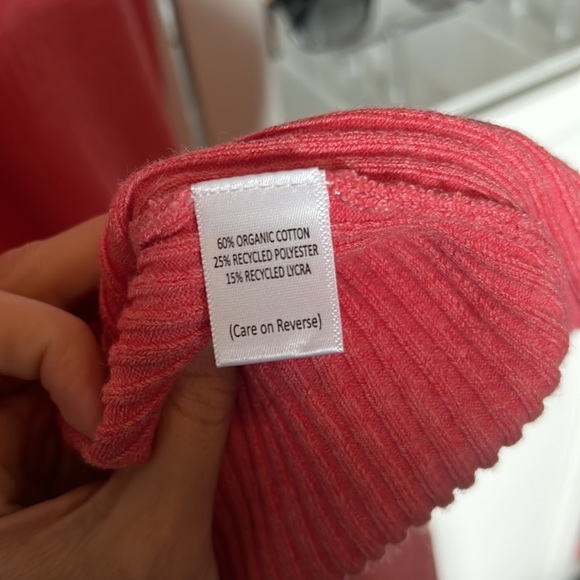 60% ORGANIC COTTON
25% RECYCLED POLYESTER
15% RECYCLED LYCRA
(Care on Reverse)